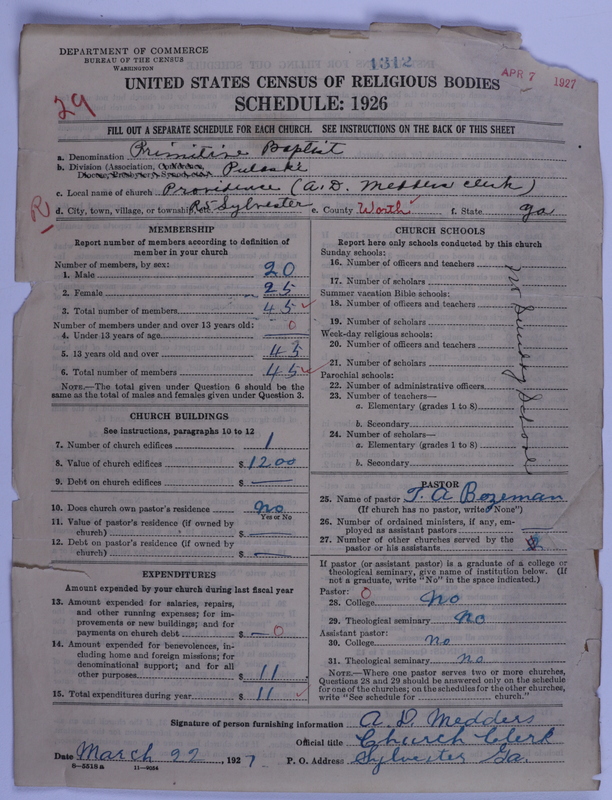 DEPARTMENT OF COMMERCE
BUREAU OF THE CENSUS
WASHINGTON
1312
APR 7 1927
UNITED STATES CENSUS OF RELIGIOUS BODIES
SCHEDULE: 1926
29
FILL OUT A SEPARATE SCHEDULE FOR EACH CHURCH. SEE INSTRUCTIONS ON THE BACK OF THIS SHEET
a. Denomination Primitive Baptist
b. Division (Association, Conference, Diocese, Presbytery, Synod, etc.) Pulaski
c. Local name of church Providence (A. D. Medders clerk)
R
d. City, town, village, or township, etc. R5 Sylvester e. County Worth f. State Ga
MEMBERSHIP
Report number of members according to definition of
member in your church
Number of members, by sex:
1. Male 20
2. Female 25
3. Total number of members 45
Number of members under and over 13 years old: 0
4. Under 13 years of age
5. 13 years old and over 45
6. Total number of members 45
NOTE.—The total given under Question 6 should be the
same as the total of males and females given under Question 3.
CHURCH BUILDINGS
See instructions, paragraphs 10 to 12
7. Number of church edifices 1
8. Value of church edifices $ 1200
9. Debt on church edifices $ —
10. Does church own pastor's residence no
Yes or No
11. Value of pastor's residence (if owned by
church) $ —
12. Debt on pastor's residence (if owned by
church) $ —
EXPENDITURES
Amount expended by your church during last fiscal year
13. Amount expended for salaries, repairs,
and other running expenses; for im-
provements or new buildings; and for
payments on church debt $ — 0
14. Amount expended for benevolences, in-
cluding home and foreign missions; for
denominational support; and for all
other purposes $ 11
15. Total expenditures during year $ 11
CHURCH SCHOOLS
Report here only schools conducted by this church
Sunday schools:
16. Number of officers and teachers
17. Number of scholars
Summer vacation Bible schools:
18. Number of officers and teachers
19. Number of scholars
Week-day religious schools:
20. Number of officers and teachers
21. Number of scholars
Parochial schools:
22. Number of administrative officers
23. Number of teachers—
a. Elementary (grades 1 to 8)
b. Secondary
24. Number of scholars—
a. Elementary (grades 1 to 8)
b. Secondary
no Sunday School
PASTOR
25. Name of pastor T. A Bozeman
(If church has no pastor, write "None")
26. Number of ordained ministers, if any, em-
ployed as assistant pastors —
27. Number of other churches served by the
pastor or his assistants
If pastor (or assistant pastor) is a graduate of a college or
theological seminary, give name of institution below. (If
not a graduate, write "No" in the space indicated.)
Pastor: 0
28. College No
29. Theological seminary No
Assistant pastor:
30. College No
31. Theological seminary no
NOTE.—Where one pastor serves two or more churches,
Questions 28 and 29 should be answered only on the schedule
for one of the churches; on the schedules for the other churches,
write "See schedule for church."
Signature of person furnishing information A. D. Medders
Official title Church Clerk
Date March 22, 1927 P. O. Address Sylvester Ga.
8-5518a 11-9034